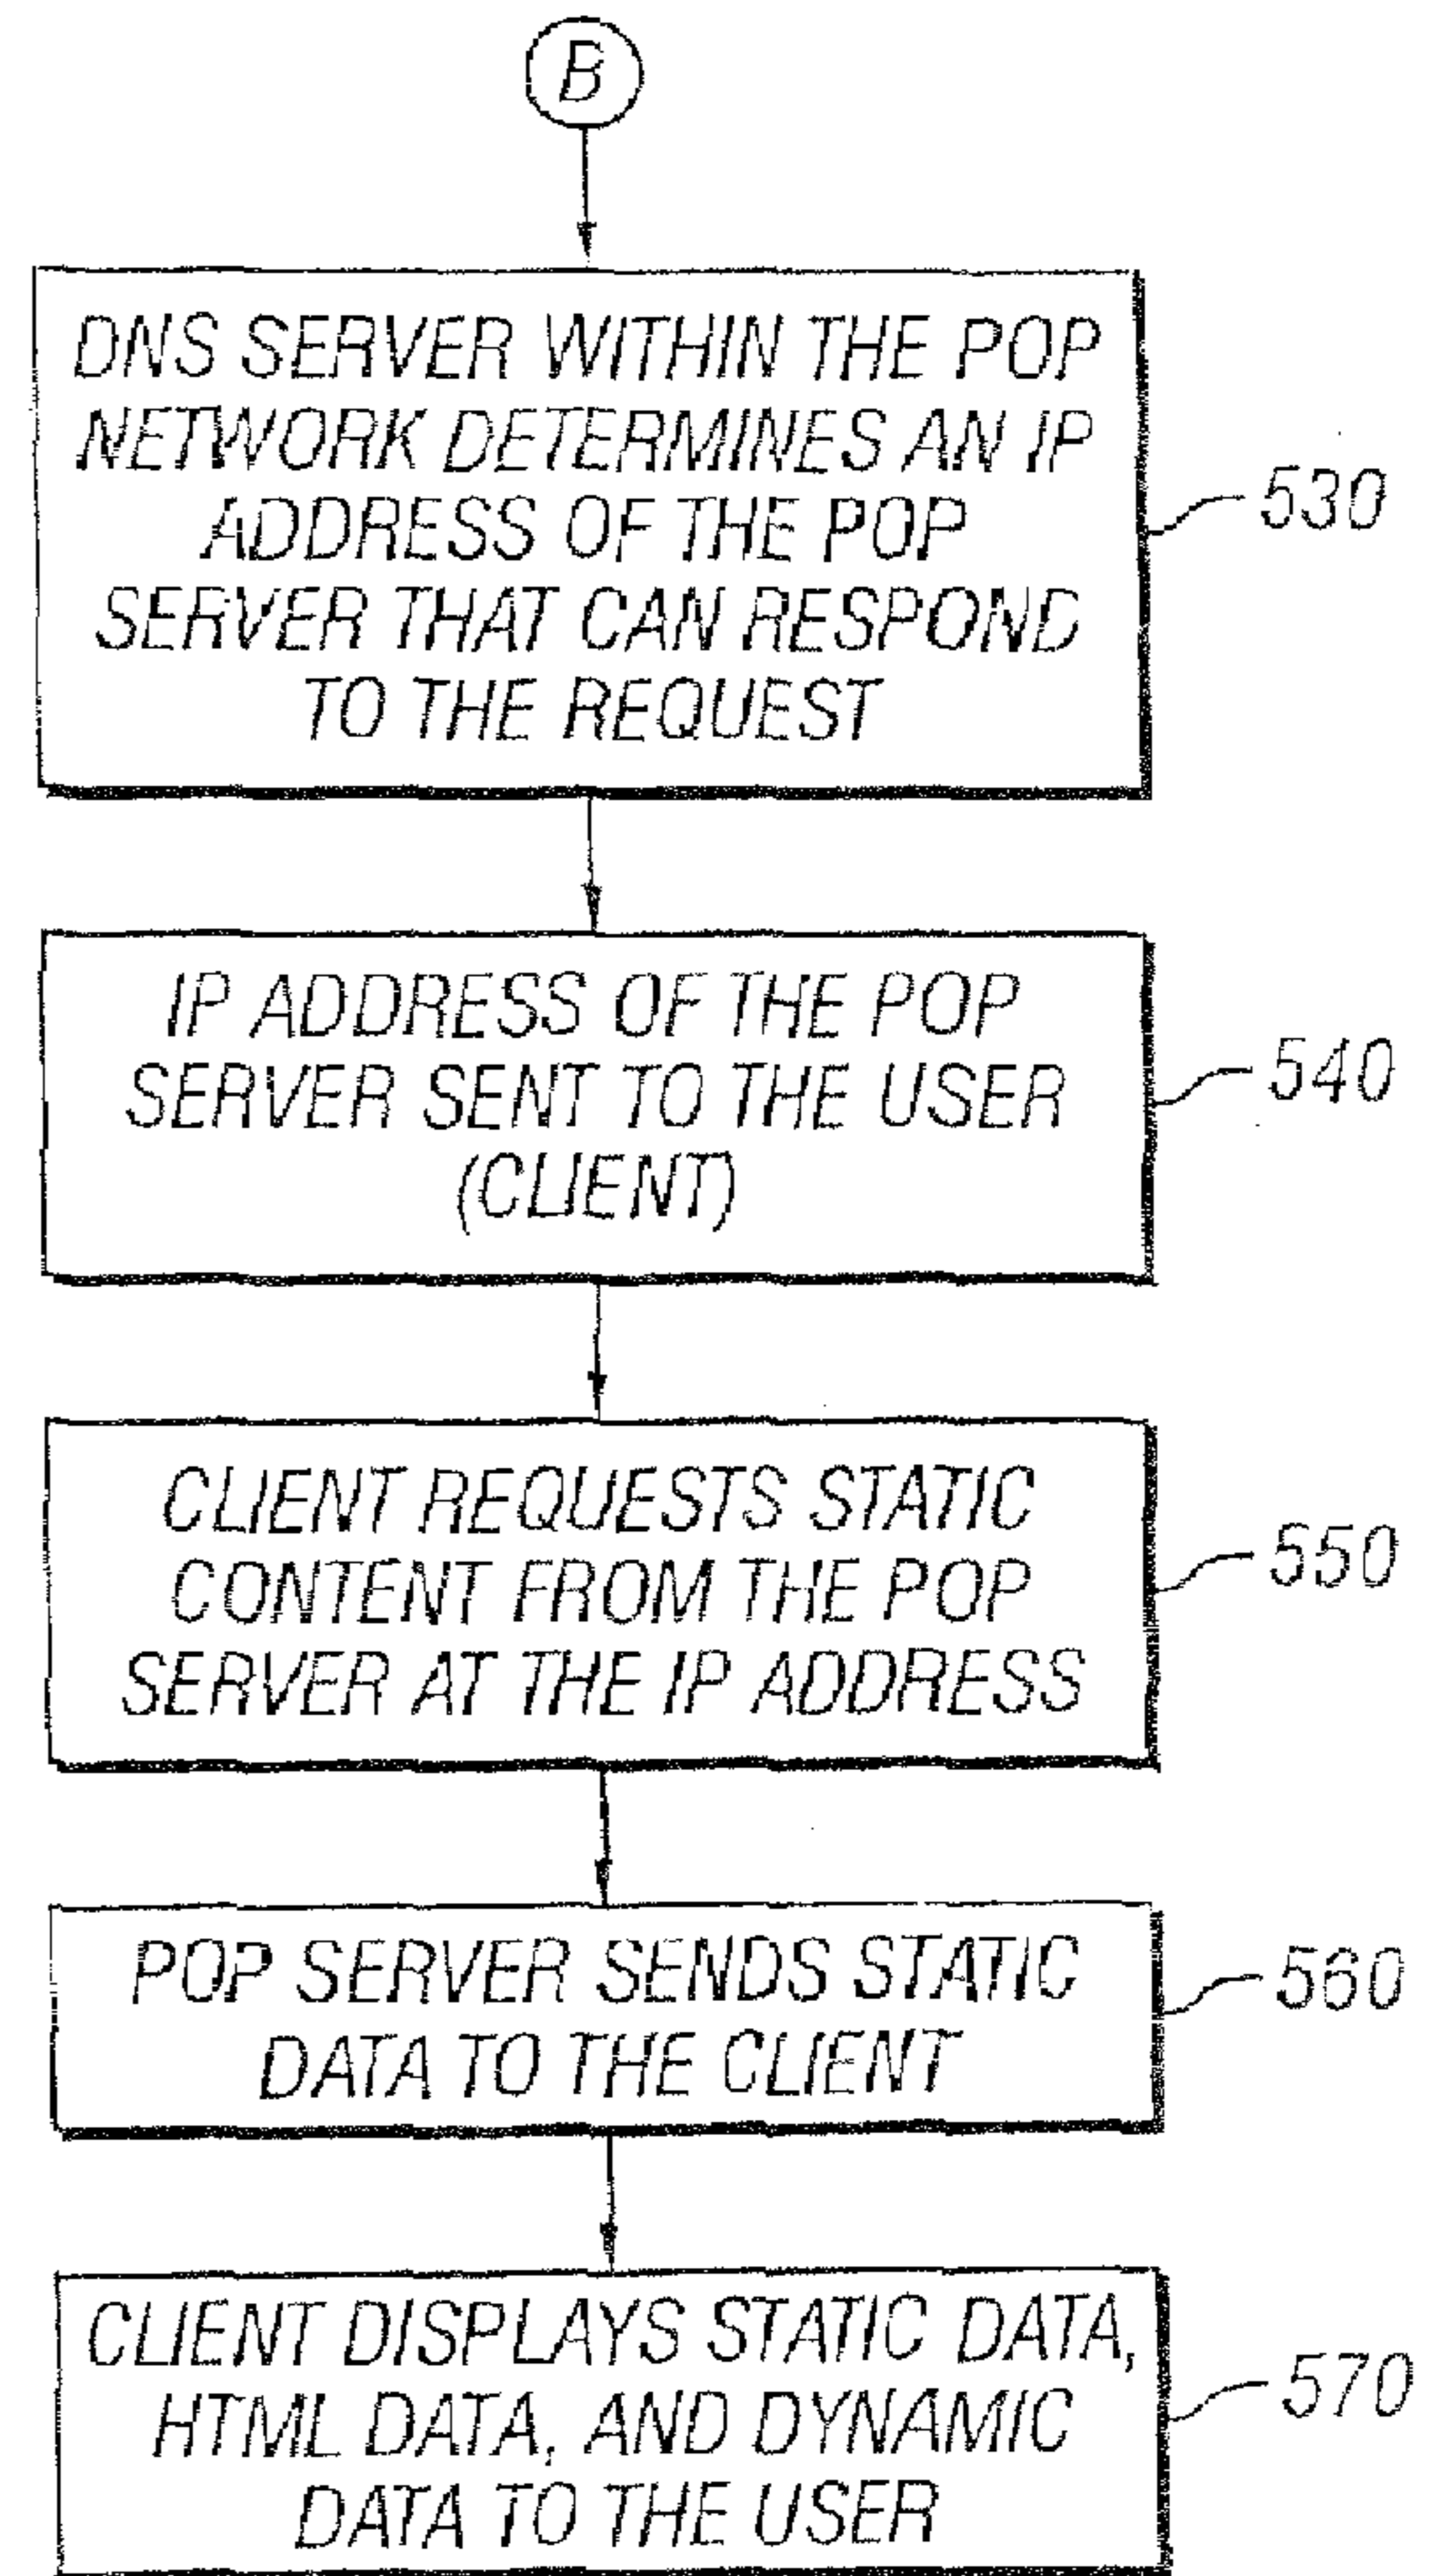 B
DNS SERVER WITHIN THE POP
NETWORK DETERMINES AN IP
ADDRESS OF THE POP
SERVER THAT CAN RESPOND
TO THE REQUEST
530
IP ADDRESS OF THE POP
SERVER SENT TO THE USER
(CLIENT)
540
CLIENT REQUESTS STATIC
CONTENT FROM THE POP
SERVER AT THE IP ADDRESS
550
POP SERVER SENDS STATIC
DATA TO THE CLIENT
560
CLIENT DISPLAYS STATIC DATA,
HTML DATA, AND DYNAMIC
DATA TO THE USER
570